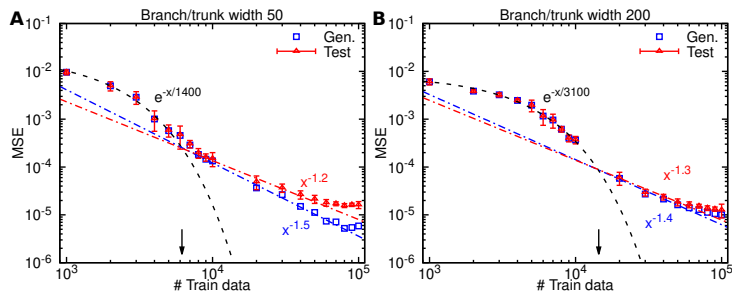 A
Branch/trunk width 50
Gen.
Test
MSE
10^-2
10^-3
10^-4
10^-5
10^-6
e^-x/1400
x^-1.2
x^-1.5
10^3
10^4
10^5
# Train data
B
Branch/trunk width 200
Gen.
Test
MSE
10^-1
10^-2
10^-3
10^-4
10^-5
10^-6
e^-x/3100
x^-1.3
x^-1.4
10^3
10^4
10^5
# Train data